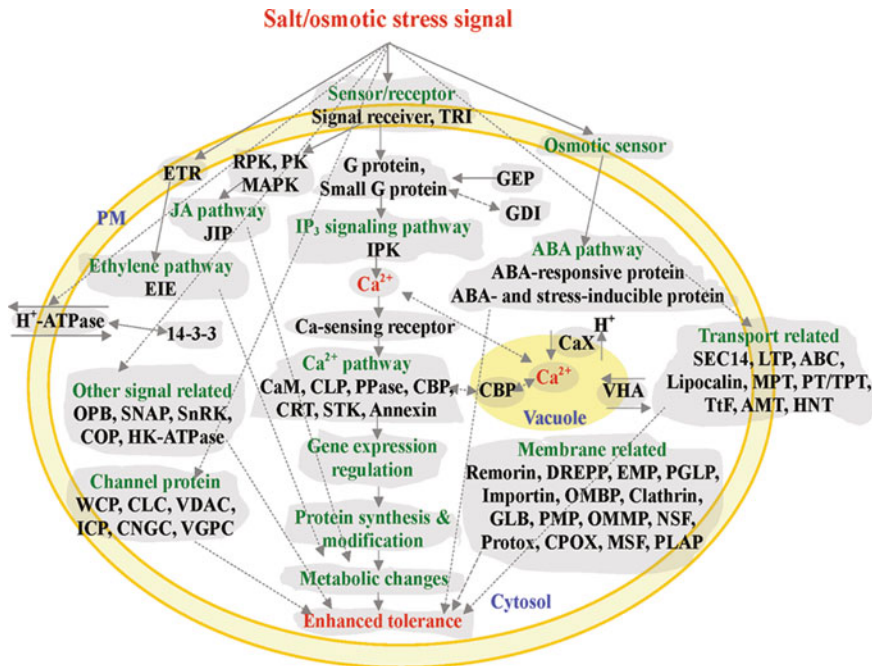 Salt/osmotic stress signal
Sensor/receptor
Signal receiver, TRI
Osmotic sensor
ETR
RPK, PK
MAPK
G protein,
Small G protein
GEP
GDI
PM
JA pathway
JIP
IP₃ signaling pathway
IPK
ABA pathway
ABA-responsive protein
ABA- and stress-inducible protein
Ethylene pathway
EIE
Ca²⁺
H⁺-ATPase
14-3-3
Ca-sensing receptor
H⁺
CaX
Transport related
SEC14, LTP, ABC,
Lipocalin, MPT, PT/TPT,
TtF, AMT, HNT
Ca²⁺ pathway
CaM, CLP, PPase, CBP,
CRT, STK, Annexin
CBP
Ca²⁺
VHA
Vacuole
Other signal related
OPB, SNAP, SnRK,
COP, HK-ATPase
Gene expression
regulation
Membrane related
Remorin, DREPP, EMP, PGLP,
Importin, OMBP, Clathrin,
GLB, PMP, OMMP, NSF,
Protox, CPOX, MSF, PLAP
Channel protein
WCP, CLC, VDAC,
ICP, CNGC, VGPC
Protein synthesis &
modification
Metabolic changes
Cytosol
Enhanced tolerance